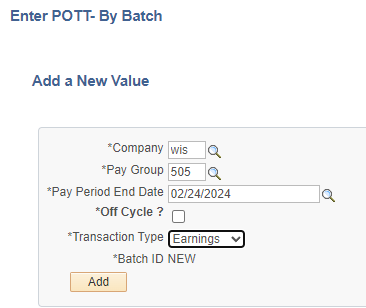 Enter POTT- By Batch
Add a New Value
*Company wis
*Pay Group 505
*Pay Period End Date 02/24/2024
*Off Cycle ?
*Transaction Type Earnings
*Batch ID NEW
Add